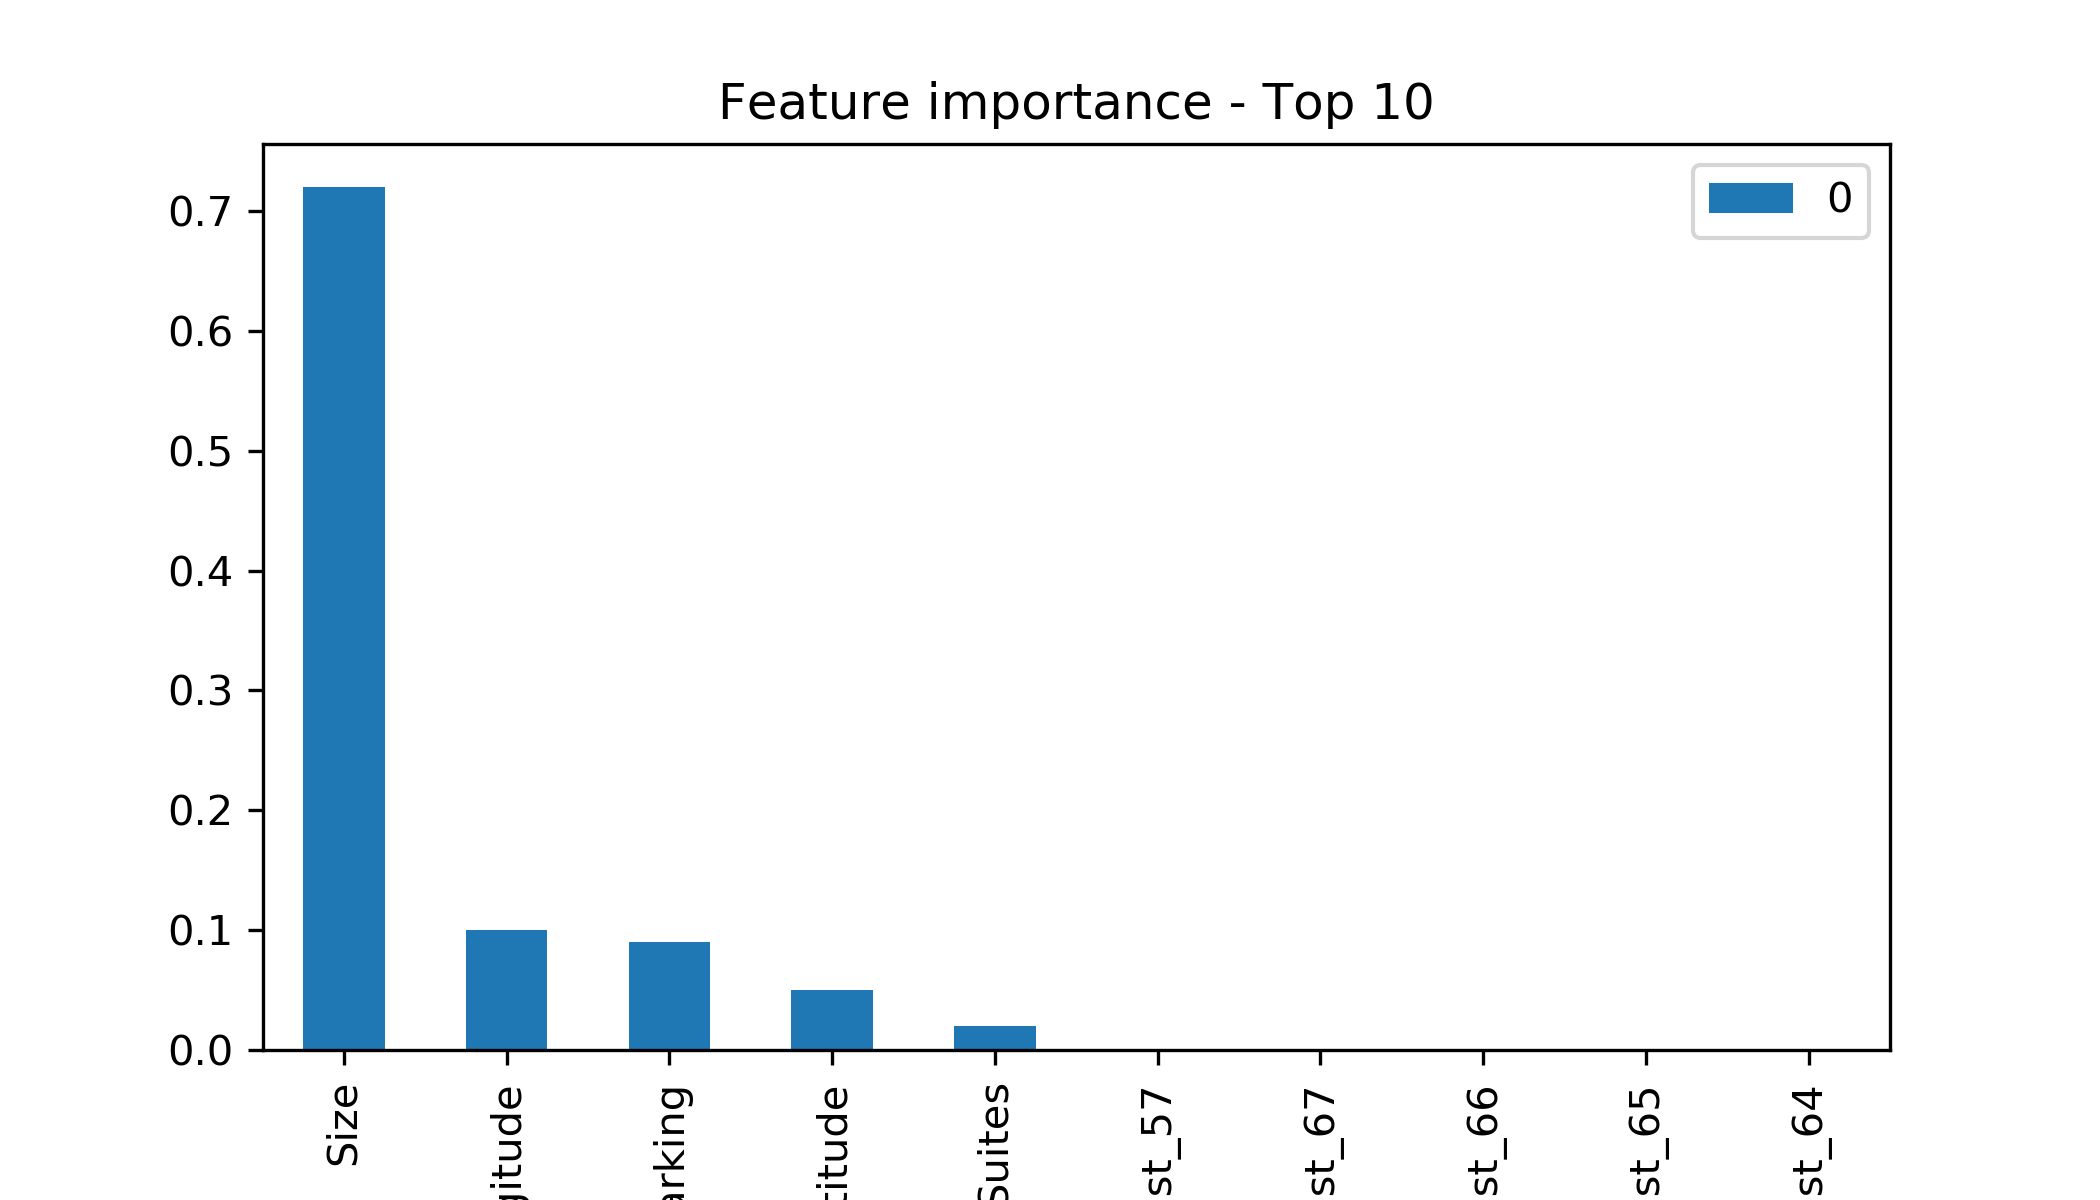 Feature importance - Top 10
0
0.7
0.6
0.5
0.4
0.3
0.2
0.1
0.0
Size
gitude
arking
titude
Suites
st_57
st_67
st_66
st_65
st_64